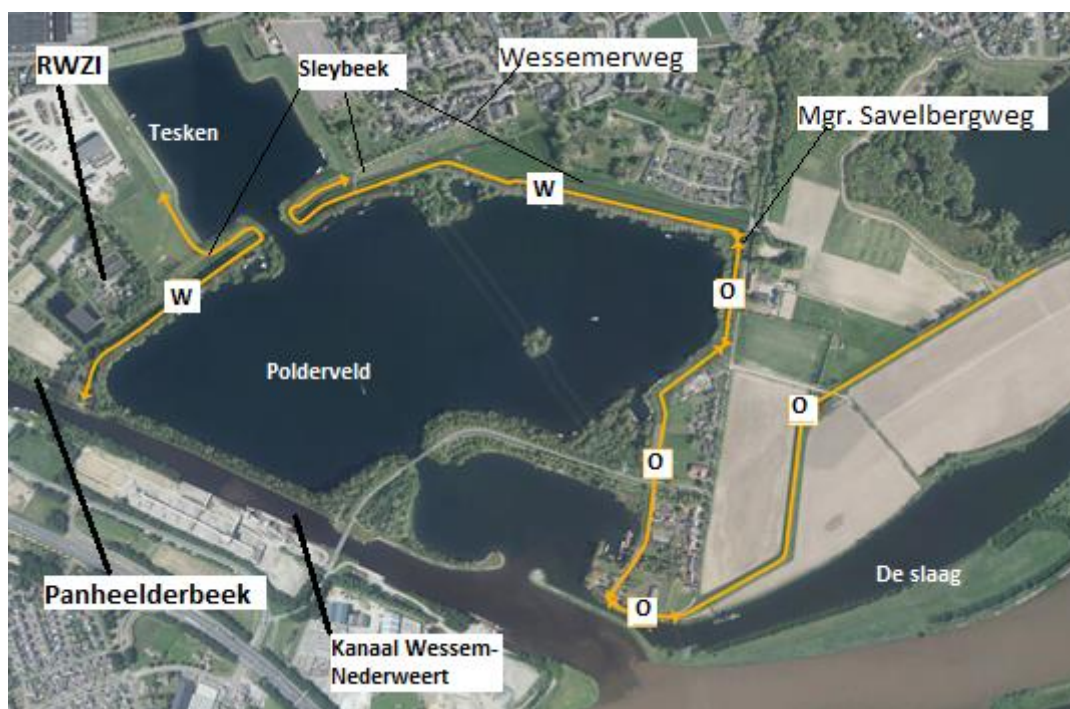 RWZI
Sleybeek
Wessemerweg
Tesken
Mgr. Savelbergweg
W
W
O
Polderveld
O
O
De slaag
Panheelderbeek
O
Kanaal Wessem-
Nederweert